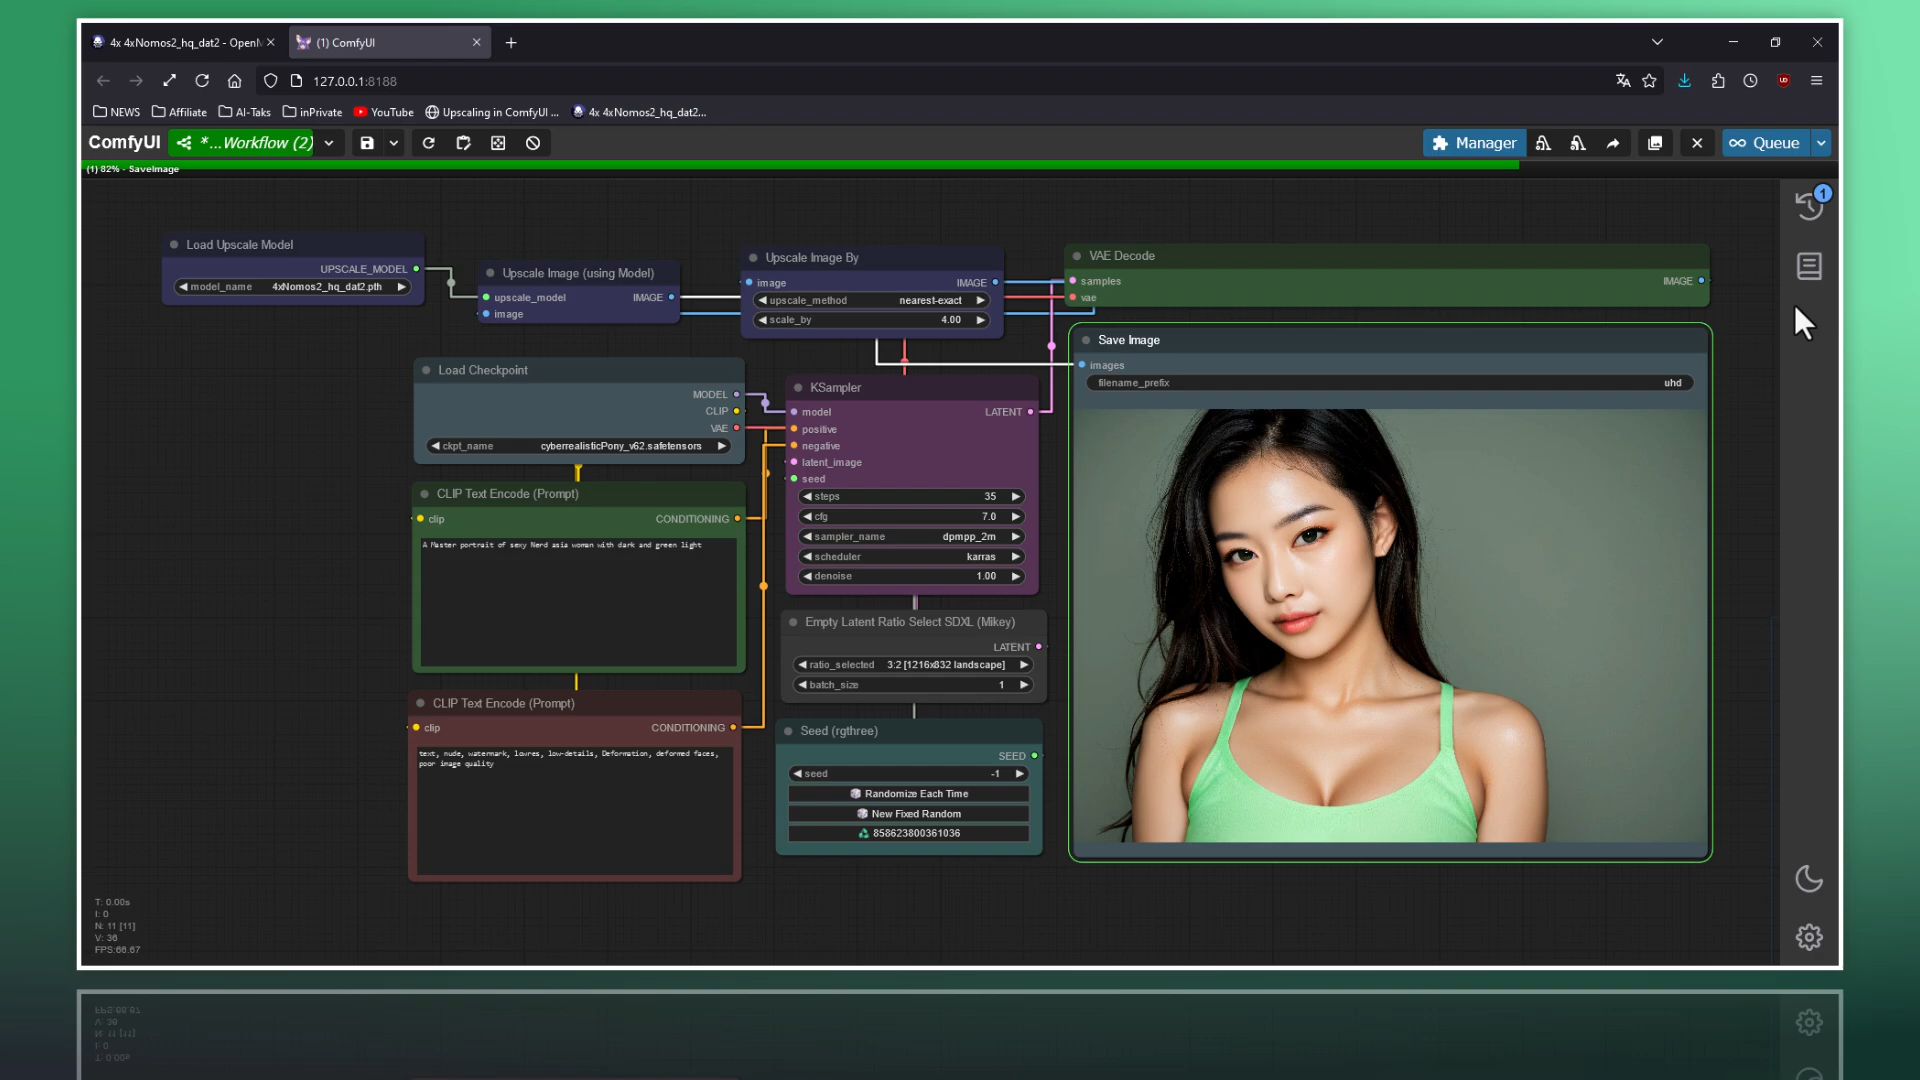 4x 4xNomos2_hq_dat2 - OpenM
(1) ComfyUI
127.0.0.1:8188
NEWS
Affiliate
AI-Taks
inPrivate
YouTube
Upscaling in ComfyUI ...
4x 4xNomos2_hq_dat2...
ComfyUI
*...Workflow (2)
Manager
Queue
(1) 82% - SaveImage
1
Load Upscale Model
UPSCALE_MODEL
model_name 4xNomos2_hq_dat2.pth
Upscale Image (using Model)
upscale_model IMAGE
image
Upscale Image By
image IMAGE
upscale_method nearest-exact
scale_by 4.00
VAE Decode
samples IMAGE
vae
Save Image
images
filename_prefix uhd
Load Checkpoint
MODEL
CLIP
VAE
ckpt_name cyberrealisticPony_v62.safetensors
KSampler
model LATENT
positive
negative
latent_image
seed
steps 35
cfg 7.0
sampler_name dpmpp_2m
scheduler karras
denoise 1.00
CLIP Text Encode (Prompt)
clip CONDITIONING
A Master portrait of sexy Nerd asia woman with dark and green light
Empty Latent Ratio Select SDXL (Mikey)
LATENT
ratio_selected 3:2 [1216x832 landscape]
batch_size 1
CLIP Text Encode (Prompt)
clip CONDITIONING
text, nude, watermark, lowres, low-details, Deformation, deformed faces,
poor image quality
Seed (rgthree)
SEED
seed -1
Randomize Each Time
New Fixed Random
858623800361036
T: 0.00s
I: 0
N: 11 [11]
V: 36
FPS:66.67